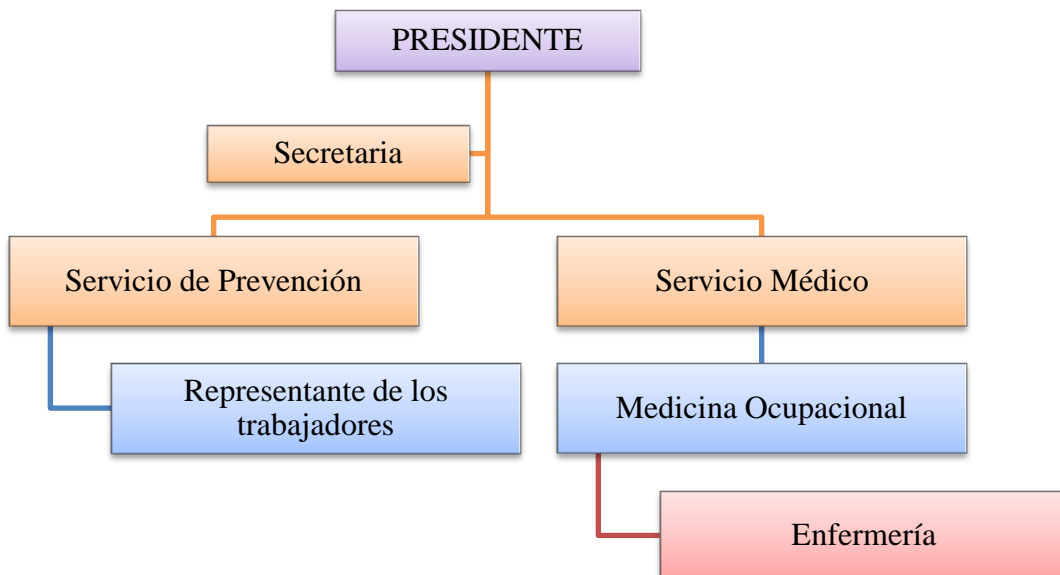 PRESIDENTE
Secretaria
Servicio de Prevención
Servicio Médico
Representante de los
trabajadores
Medicina Ocupacional
Enfermería